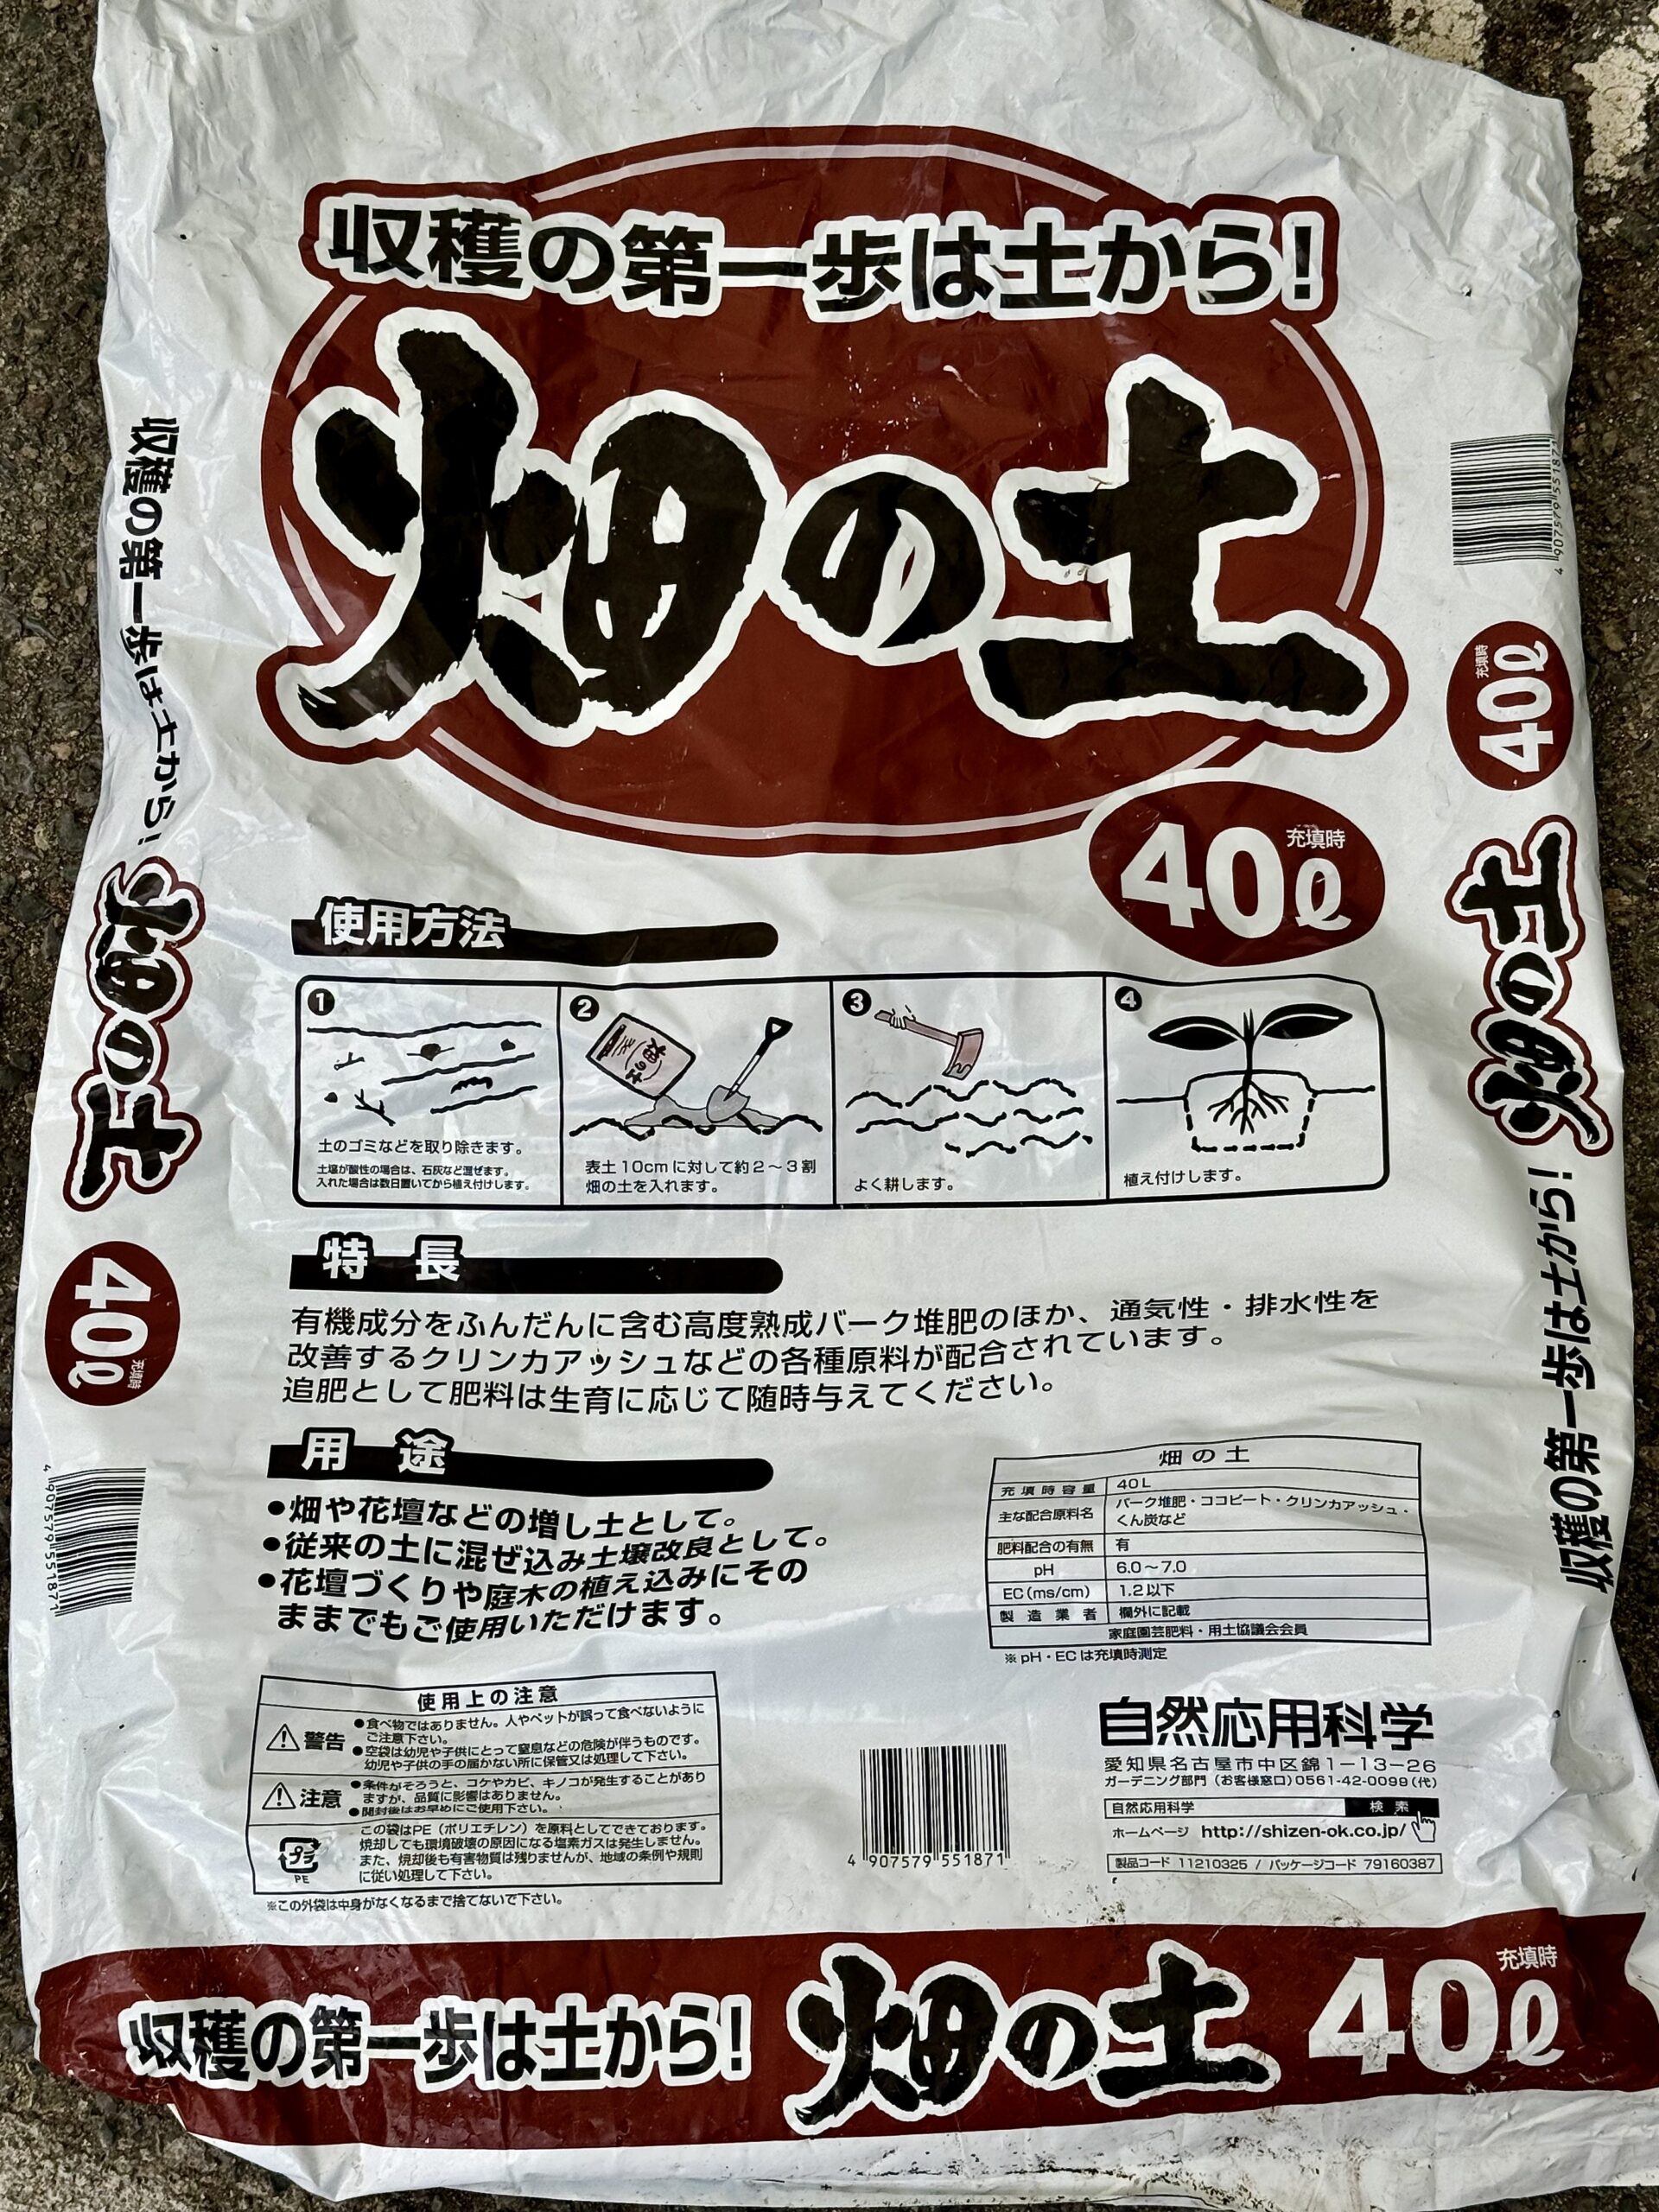 収穫の第一歩は土から!
畑の土
充填時
40ℓ
使用方法
1
土のゴミなどを取り除きます。
土壌が酸性の場合は、石灰など混ぜます。
入れた場合は数日置いてから植え付けします。
2
畑の土
表土10cmに対して約2〜3割
畑の土を入れます。
3
よく耕します。
4
植え付けします。
特 長
有機成分をふんだんに含む高度熟成バーク堆肥のほか、通気性・排水性を
改善するクリンカアッシュなどの各種原料が配合されています。
追肥として肥料は生育に応じて随時与えてください。
用 途
●畑や花壇などの増し土として。
●従来の土に混ぜ込み土壌改良として。
●花壇づくりや庭木の植え込みにその
ままでもご使用いただけます。
畑の土
充填時容量 40L
主な配合原料名 バーク堆肥・ココピート・クリンカアッシュ・
くん炭など
肥料配合の有無 有
pH 6.0〜7.0
EC(ms/cm) 1.2以下
製造業者 欄外に記載
家庭園芸肥料・用土協議会会員
※pH・ECは充填時測定
使用上の注意
警告
●食べ物ではありません。人やペットが誤って食べないように
ご注意下さい。
●空袋は幼児や子供にとって窒息などの危険が伴うものです。
幼児や子供の手の届かない所に保管又は処理して下さい。
注意
●条件がそろうと、コケやカビ、キノコが発生することがあり
ますが、品質に影響はありません。
●開封後はお早めにご使用下さい。
プラ
PE
この袋はPE(ポリエチレン)を原料としてできております。
焼却しても環境破壊の原因になる塩素ガスは発生しません。
また、焼却後も有害物質は残りませんが、地域の条例や規則
に従い処理して下さい。
※この外袋は中身がなくなるまで捨てないで下さい。
4 907579 551871
自然応用科学
愛知県名古屋市中区錦1-13-26
ガーデニング部門(お客様窓口)0561-42-0099(代)
自然応用科学 検索
ホームページ http://shizen-ok.co.jp/
製品コード 11210325 / パッケージコード 79160387
収穫の第一歩は土から!
畑の土
充填時
40ℓ
収穫の第一歩は土から!
畑の土
40ℓ
充填時
4 907579 551871
収穫の第一歩は土から!
畑の土
40ℓ
充填時
4 907579 551871